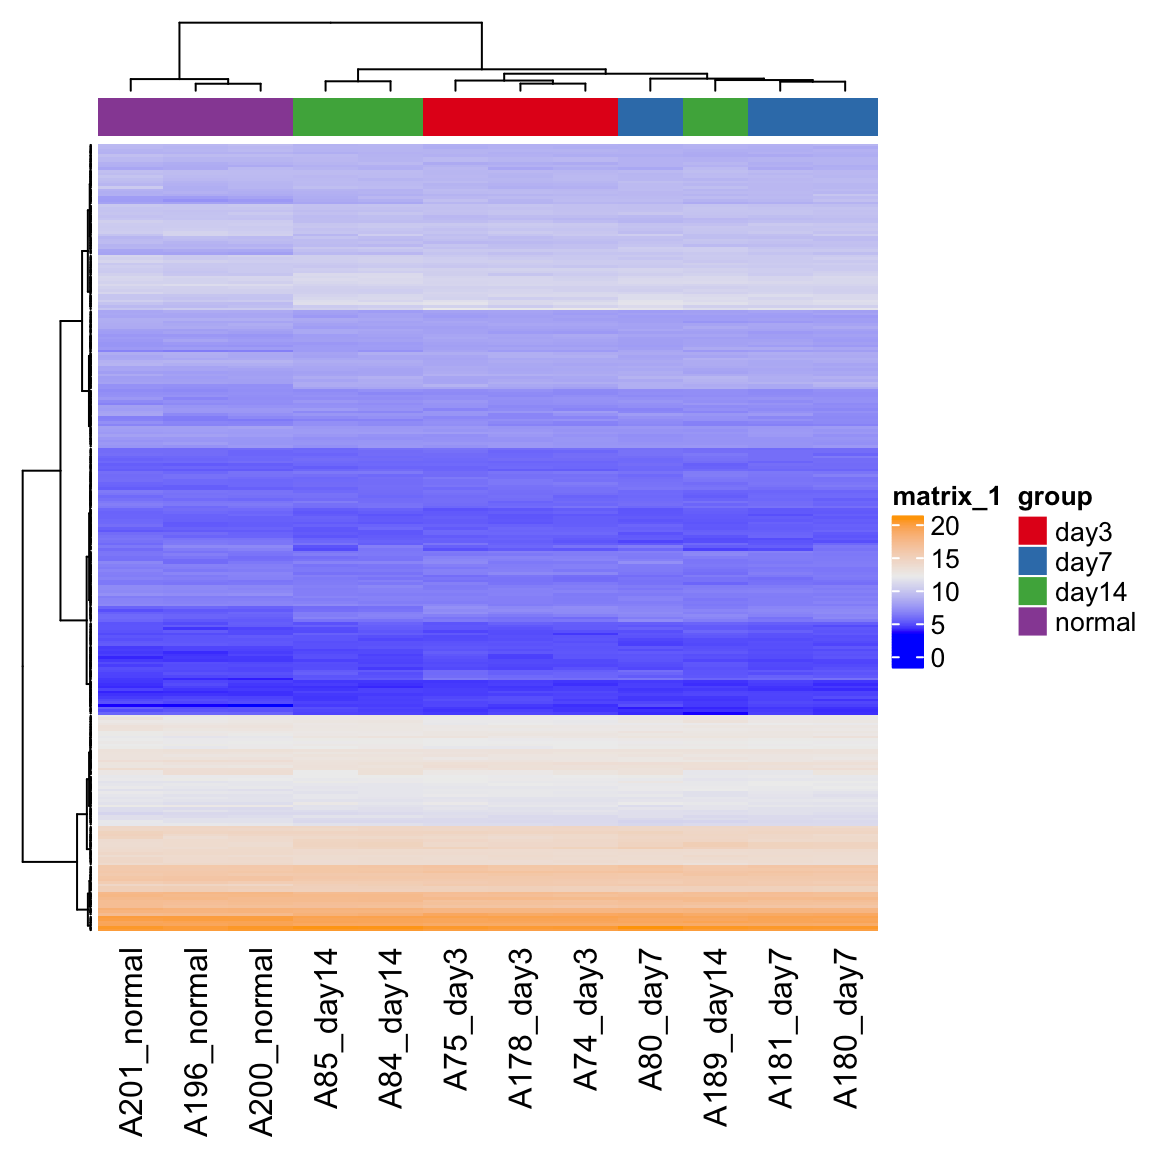 matrix_1 group
20
15
10
5
0
day3
day7
day14
normal
A201_normal
A196_normal
A200_normal
A85_day14
A84_day14
A75_day3
A178_day3
A74_day3
A80_day7
A189_day14
A181_day7
A180_day7